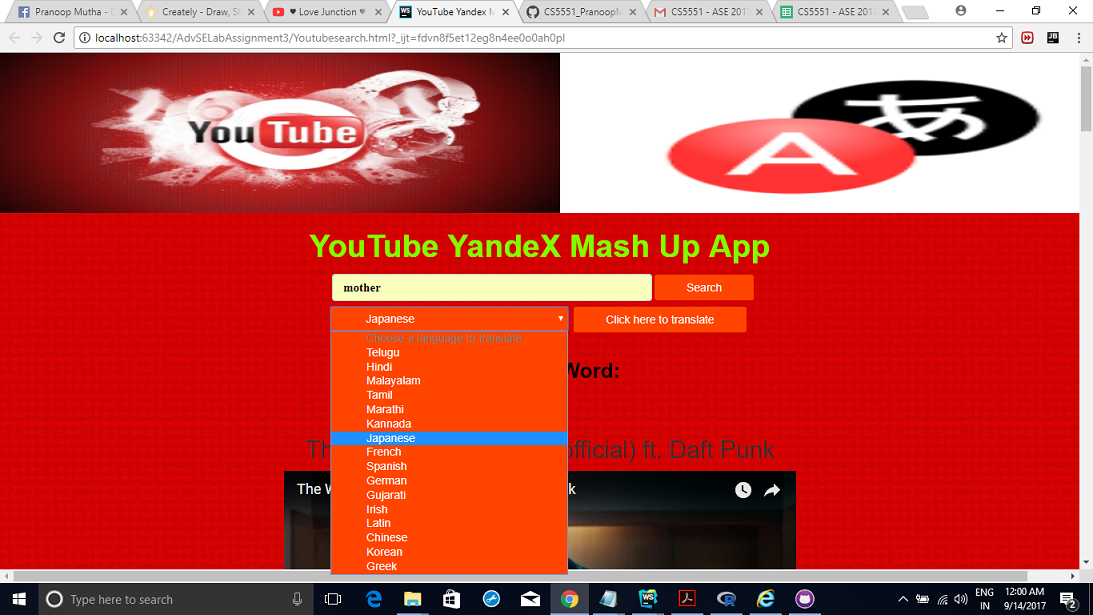 Pranoop Mutha -
Creately - Draw, S
♥ Love Junction ♥
YouTube Yandex M
CS5551_Pranoop
CS5551 - ASE 201
CS5551 - ASE 201
localhost:63342/AdvSELabAssignment3/Youtubesearch.html?_ijt=fdvn8f5et12eg8n4ee0o0ah0pl
YouTube
A あ
YouTube YandeX Mash Up App
mother Search
Japanese Click here to translate
Choose a language to translate
Telugu
Hindi
Word:
Malayalam
Tamil
Marathi
Kannada
Japanese
Th official) ft. Daft Punk
French
Spanish
German
The W k
Gujarati
Irish
Latin
Chinese
Korean
Greek
Type here to search
ENG
IN
12:00 AM
9/14/2017
2